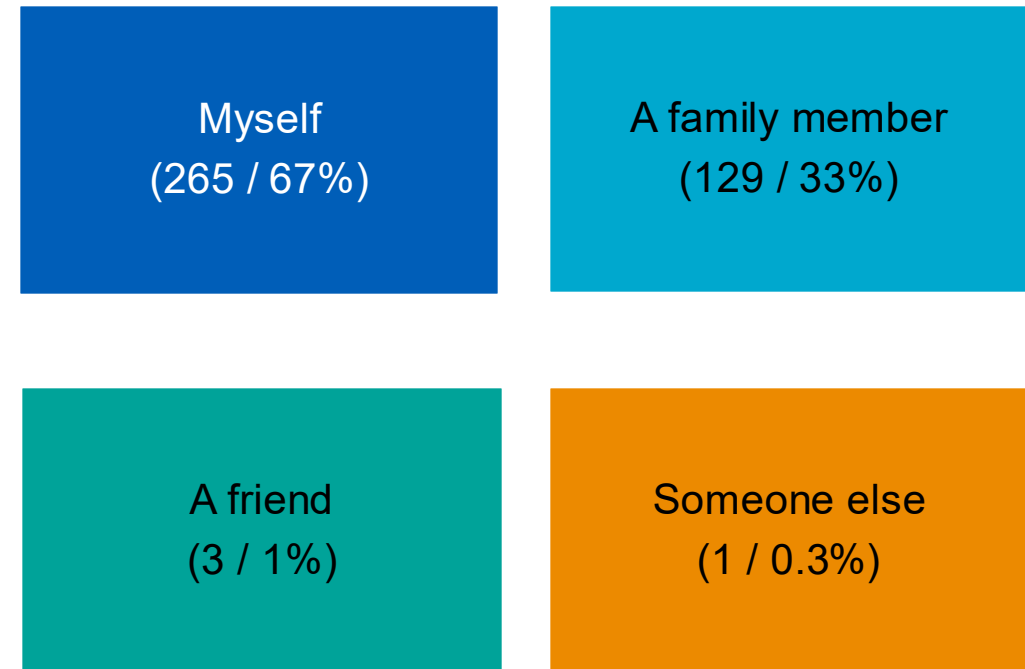 Myself
(265 / 67%)
A family member
(129 / 33%)
A friend
(3 / 1%)
Someone else
(1 / 0.3%)